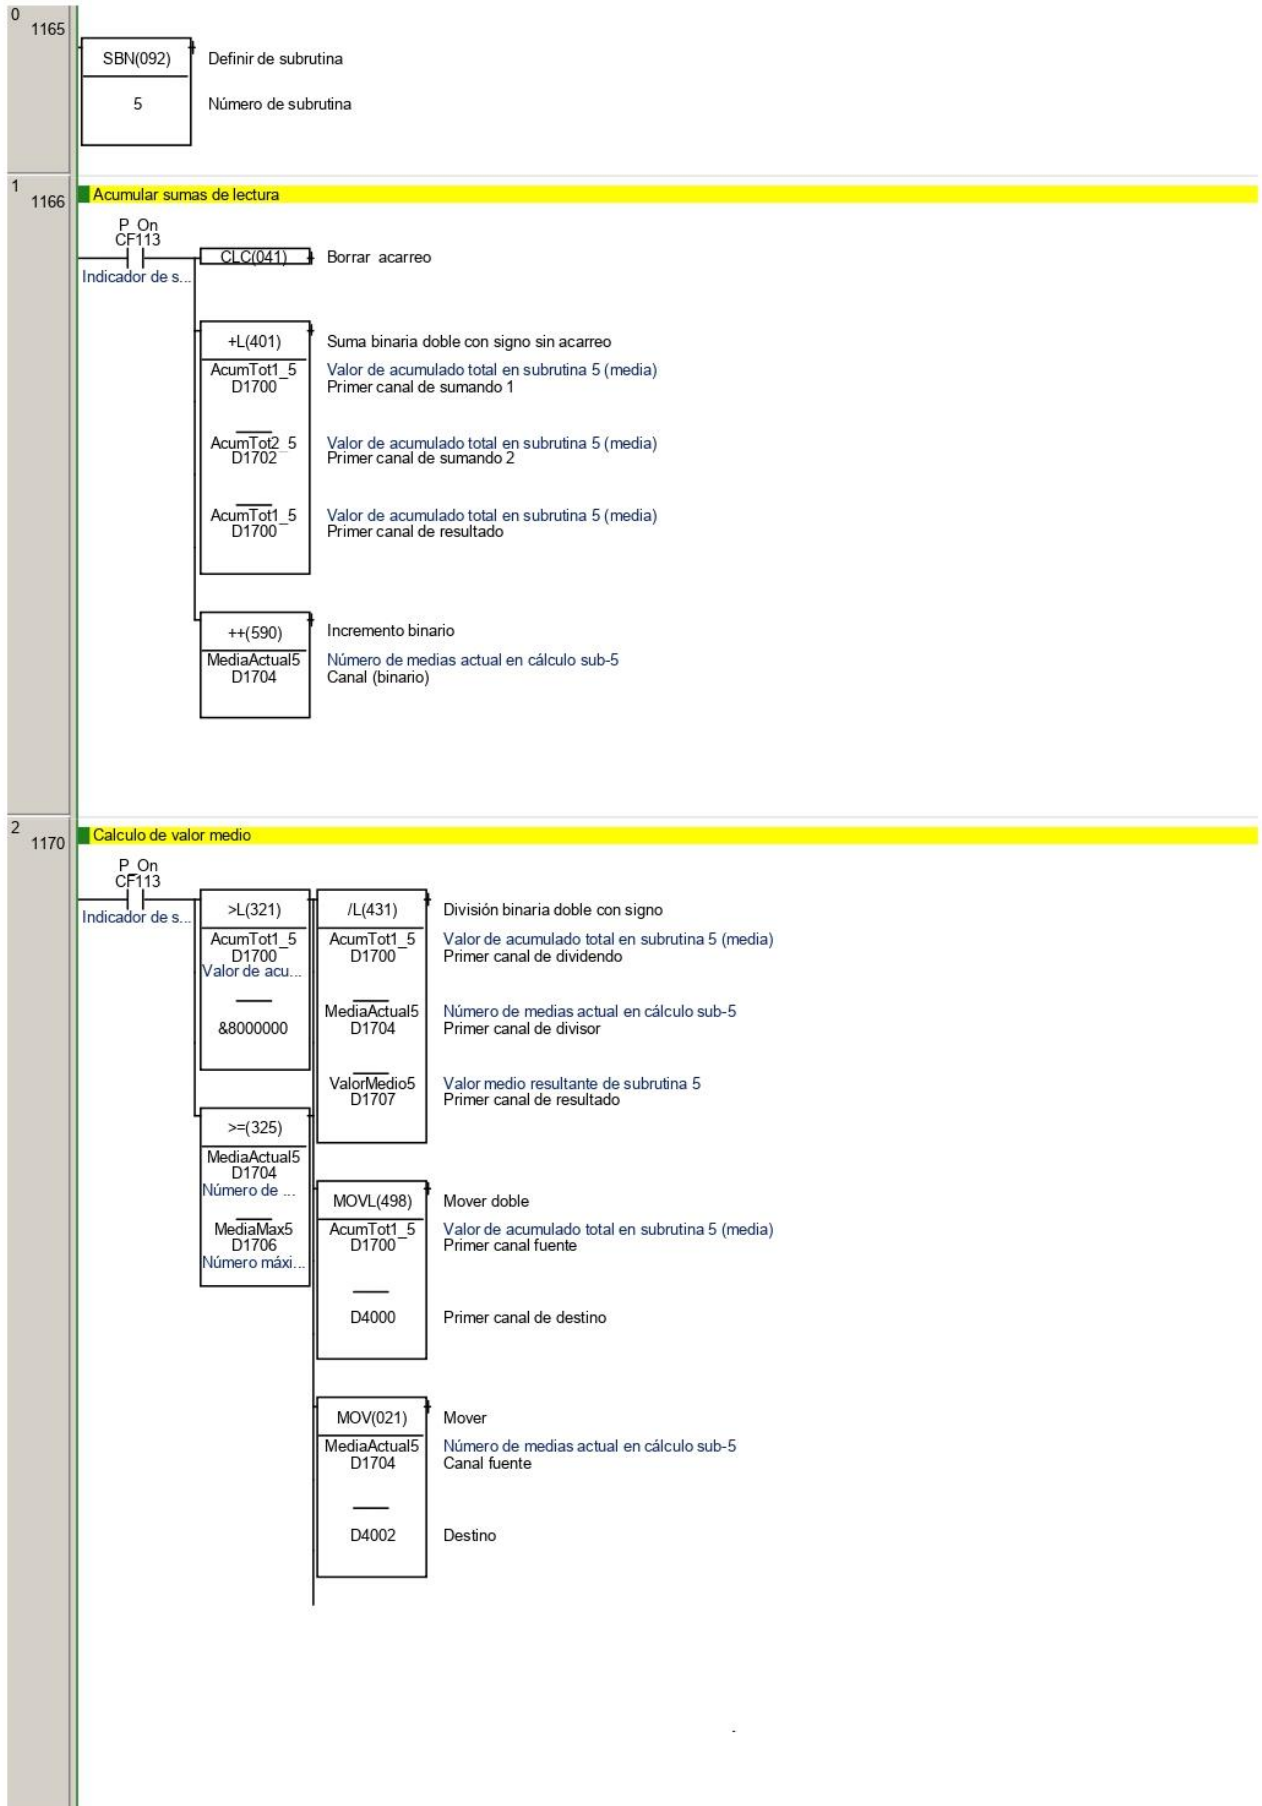 0
1165
SBN(092)
Definir de subrutina
5
Número de subrutina
1
1166
Acumular sumas de lectura
P_On
CF113
Indicador de s...
CLC(041)
Borrar acarreo
+L(401)
Suma binaria doble con signo sin acarreo
AcumTot1_5
Valor de acumulado total en subrutina 5 (media)
D1700
Primer canal de sumando 1
AcumTot2_5
Valor de acumulado total en subrutina 5 (media)
D1702
Primer canal de sumando 2
AcumTot1_5
Valor de acumulado total en subrutina 5 (media)
D1700
Primer canal de resultado
++(590)
Incremento binario
MediaActual5
Número de medias actual en cálculo sub-5
D1704
Canal (binario)
2
1170
Calculo de valor medio
P_On
CF113
Indicador de s...
>L(321)
AcumTot1_5
D1700
Valor de acu...
&8000000
>=(325)
MediaActual5
D1704
Número de ...
MediaMax5
D1706
Número máxi...
/L(431)
División binaria doble con signo
AcumTot1_5
Valor de acumulado total en subrutina 5 (media)
D1700
Primer canal de dividendo
MediaActual5
Número de medias actual en cálculo sub-5
D1704
Primer canal de divisor
ValorMedio5
Valor medio resultante de subrutina 5
D1707
Primer canal de resultado
MOVL(498)
Mover doble
AcumTot1_5
Valor de acumulado total en subrutina 5 (media)
D1700
Primer canal fuente
D4000
Primer canal de destino
MOV(021)
Mover
MediaActual5
Número de medias actual en cálculo sub-5
D1704
Canal fuente
D4002
Destino